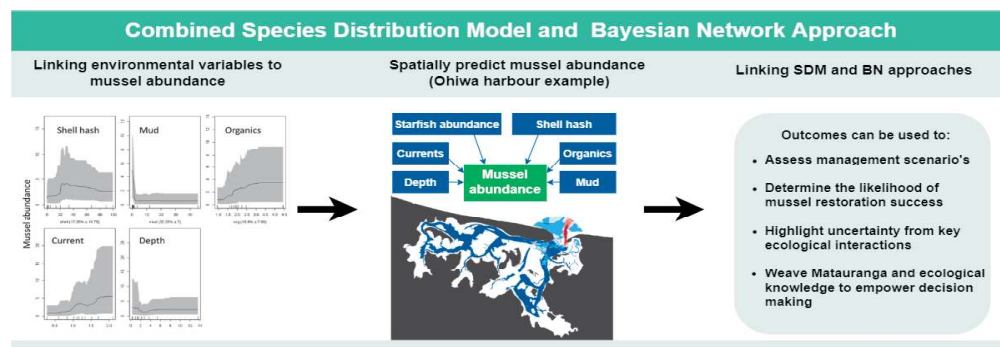 Combined Species Distribution Model and Bayesian Network Approach
Linking environmental variables to
mussel abundance
Shell hash
Mud
Organics
Current
Depth
Mussel abundance
Spatially predict mussel abundance
(Ohiwa harbour example)
Starfish abundance
Shell hash
Currents
Organics
Mussel
abundance
Depth
Mud
Linking SDM and BN approaches
Outcomes can be used to:
• Assess management scenario's
• Determine the likelihood of
mussel restoration success
• Highlight uncertainty from key
ecological interactions
• Weave Matauranga and ecological
knowledge to empower decision
making